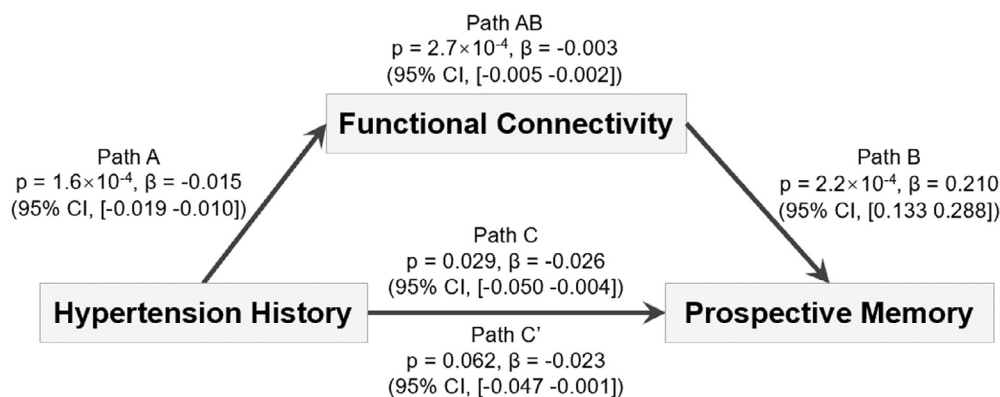 Path AB
p = 2.7×10⁻⁴, β = -0.003
(95% CI, [-0.005 -0.002])
Functional Connectivity
Path A
p = 1.6×10⁻⁴, β = -0.015
(95% CI, [-0.019 -0.010])
Path B
p = 2.2×10⁻⁴, β = 0.210
(95% CI, [0.133 0.288])
Path C
p = 0.029, β = -0.026
(95% CI, [-0.050 -0.004])
Hypertension History
Prospective Memory
Path C'
p = 0.062, β = -0.023
(95% CI, [-0.047 -0.001])